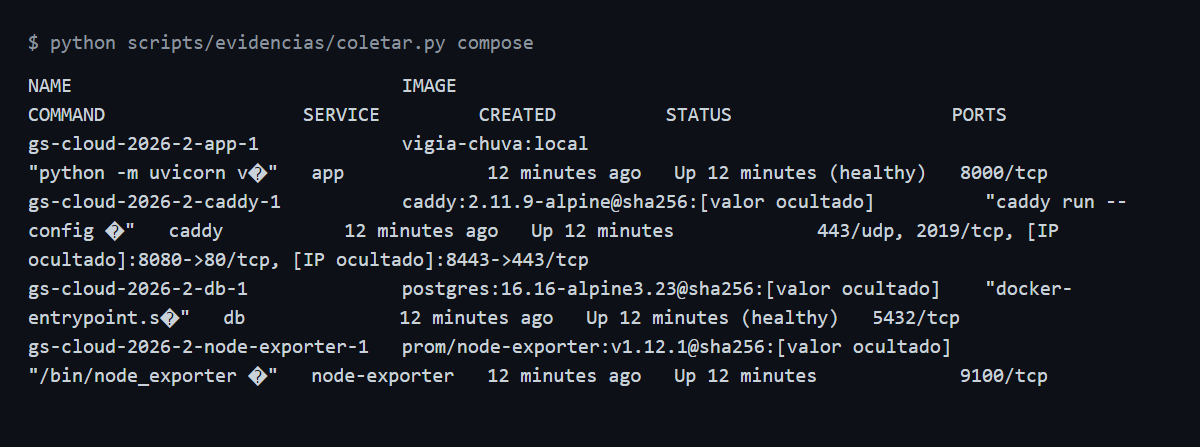 $ python scripts/evidencias/coletar.py compose
NAME                              IMAGE
COMMAND                  SERVICE         CREATED          STATUS                    PORTS
gs-cloud-2026-2-app-1             vigia-chuva:local
"python -m uvicorn v�"   app             12 minutes ago   Up 12 minutes (healthy)   8000/tcp
gs-cloud-2026-2-caddy-1           caddy:2.11.9-alpine@sha256:[valor ocultado]          "caddy run --
config �"   caddy           12 minutes ago   Up 12 minutes             443/udp, 2019/tcp, [IP
ocultado]:8080->80/tcp, [IP ocultado]:8443->443/tcp
gs-cloud-2026-2-db-1              postgres:16.16-alpine3.23@sha256:[valor ocultado]    "docker-
entrypoint.s�"   db              12 minutes ago   Up 12 minutes (healthy)   5432/tcp
gs-cloud-2026-2-node-exporter-1   prom/node-exporter:v1.12.1@sha256:[valor ocultado]
"/bin/node_exporter �"   node-exporter   12 minutes ago   Up 12 minutes             9100/tcp